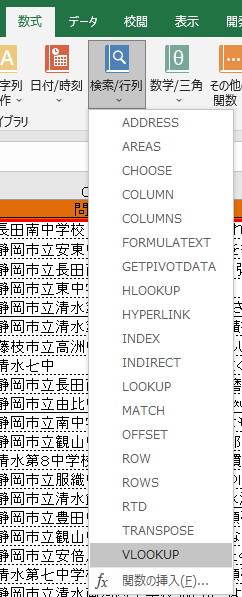 数式 データ 校閲 表示 開
字列 日付/時刻 検索/行列 数学/三角 その他
作 関数
イブラリ
C
問
ADDRESS
AREAS
CHOOSE
COLUMN
COLUMNS
FORMULATEXT
GETPIVOTDATA
HLOOKUP
HYPERLINK
INDEX
INDIRECT
LOOKUP
MATCH
OFFSET
ROW
ROWS
RTD
TRANSPOSE
VLOOKUP
fx 関数の挿入(F)...
長田南中学校
静岡市立安東
静岡市立長田
静岡市立東中
静岡市立清水
静岡市立清水
藤枝市立高洲
清水七中
静岡市立長田
静岡市立由比
静岡市立南中
静岡市立観山
清水第8中学校
静岡市立服織
静岡市立清水
静岡市立豊田
静岡市立観山
静岡市立安倍
清水第七中学
静岡市立清水